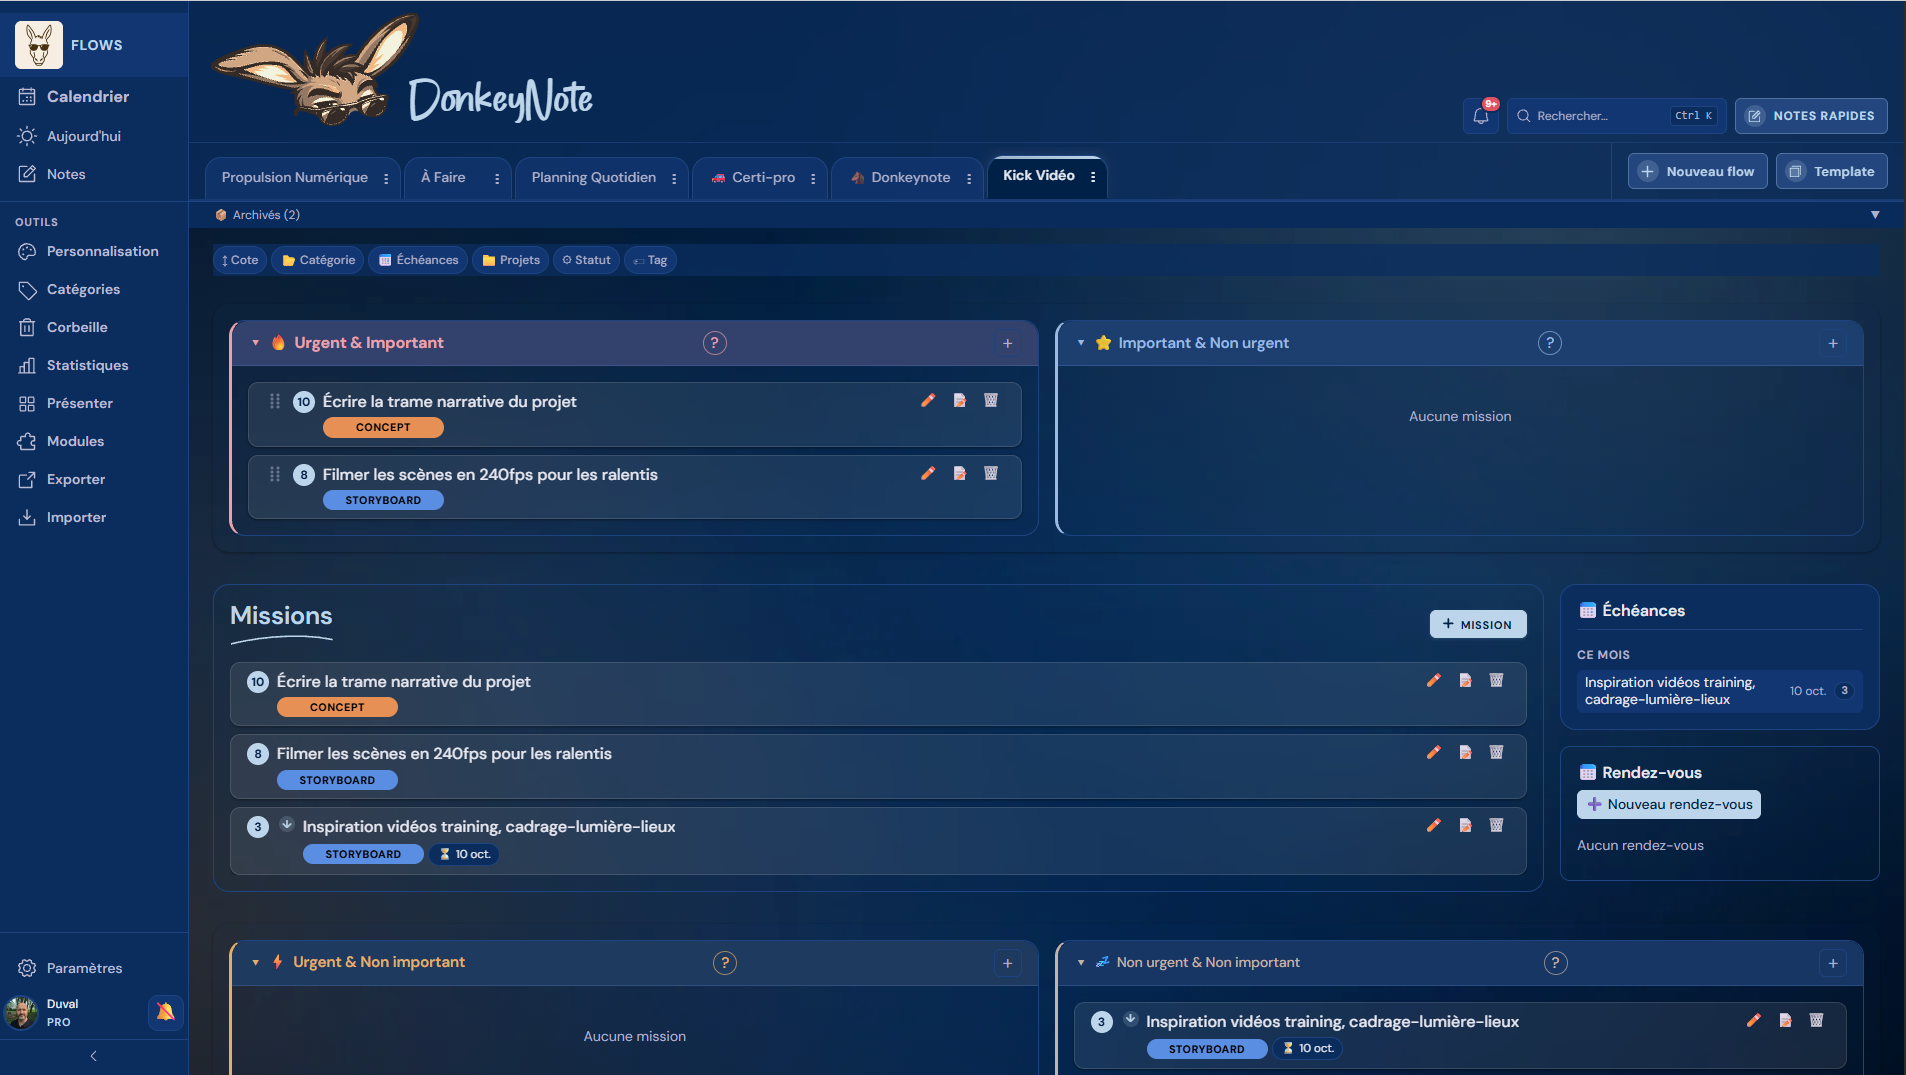 FLOWS
Calendrier
Aujourd'hui
Notes
OUTILS
Personnalisation
Catégories
Corbeille
Statistiques
Présenter
Modules
Exporter
Importer
Paramètres
Duval
PRO
DonkeyNote
9+
Rechercher...
Ctrl K
NOTES RAPIDES
Propulsion Numérique
À Faire
Planning Quotidien
Certi-pro
Donkeynote
Kick Vidéo
Nouveau flow
Template
Archivés (2)
Cote
Catégorie
Échéances
Projets
Statut
Tag
Urgent & Important
?
+
10 Écrire la trame narrative du projet
CONCEPT
8 Filmer les scènes en 240fps pour les ralentis
STORYBOARD
Important & Non urgent
?
+
Aucune mission
Missions
+ MISSION
10 Écrire la trame narrative du projet
CONCEPT
8 Filmer les scènes en 240fps pour les ralentis
STORYBOARD
3 Inspiration vidéos training, cadrage-lumière-lieux
STORYBOARD 10 oct.
Échéances
CE MOIS
Inspiration vidéos training,
cadrage-lumière-lieux
10 oct. 3
Rendez-vous
Nouveau rendez-vous
Aucun rendez-vous
Urgent & Non important
?
+
Aucune mission
Non urgent & Non important
?
+
3 Inspiration vidéos training, cadrage-lumière-lieux
STORYBOARD 10 oct.